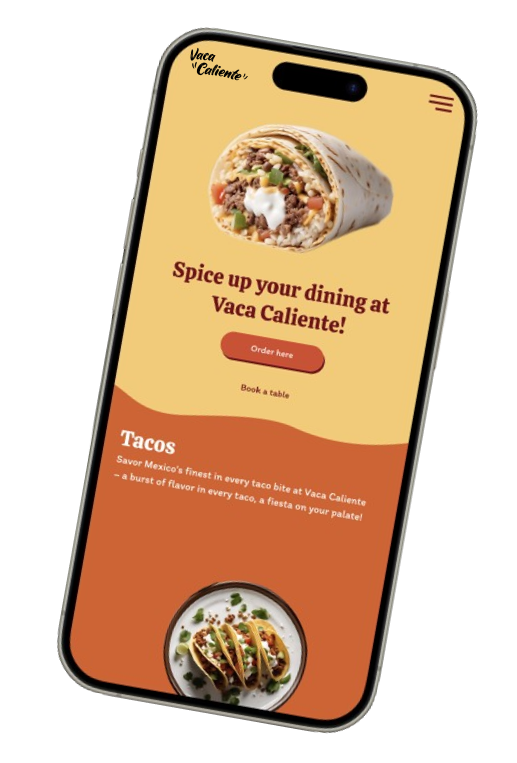 Vaca
Caliente
Spice up your dining at
Vaca Caliente!
Order here
Book a table
Tacos
Savor Mexico's finest in every taco bite at Vaca Caliente
– a burst of flavor in every taco, a fiesta on your palate!